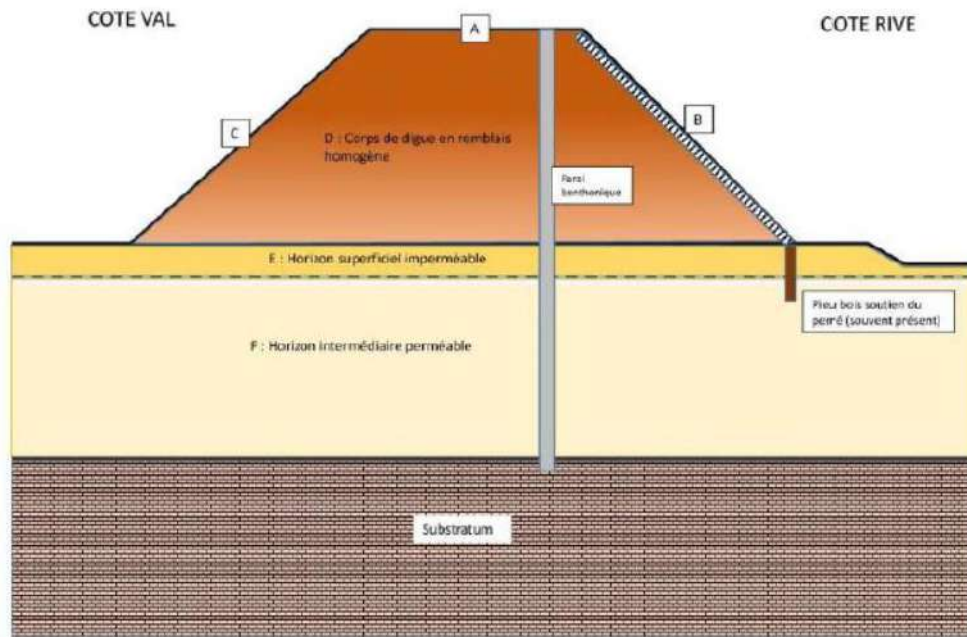 COTE VAL
COTE RIVE
A
B
C
D : Corps de digue en remblais
homogène
Paroi
benthonique
E : Horizon superficiel imperméable
Pieu bois soutien du
perré (souvent présent)
F : Horizon intermédiaire perméable
Substratum